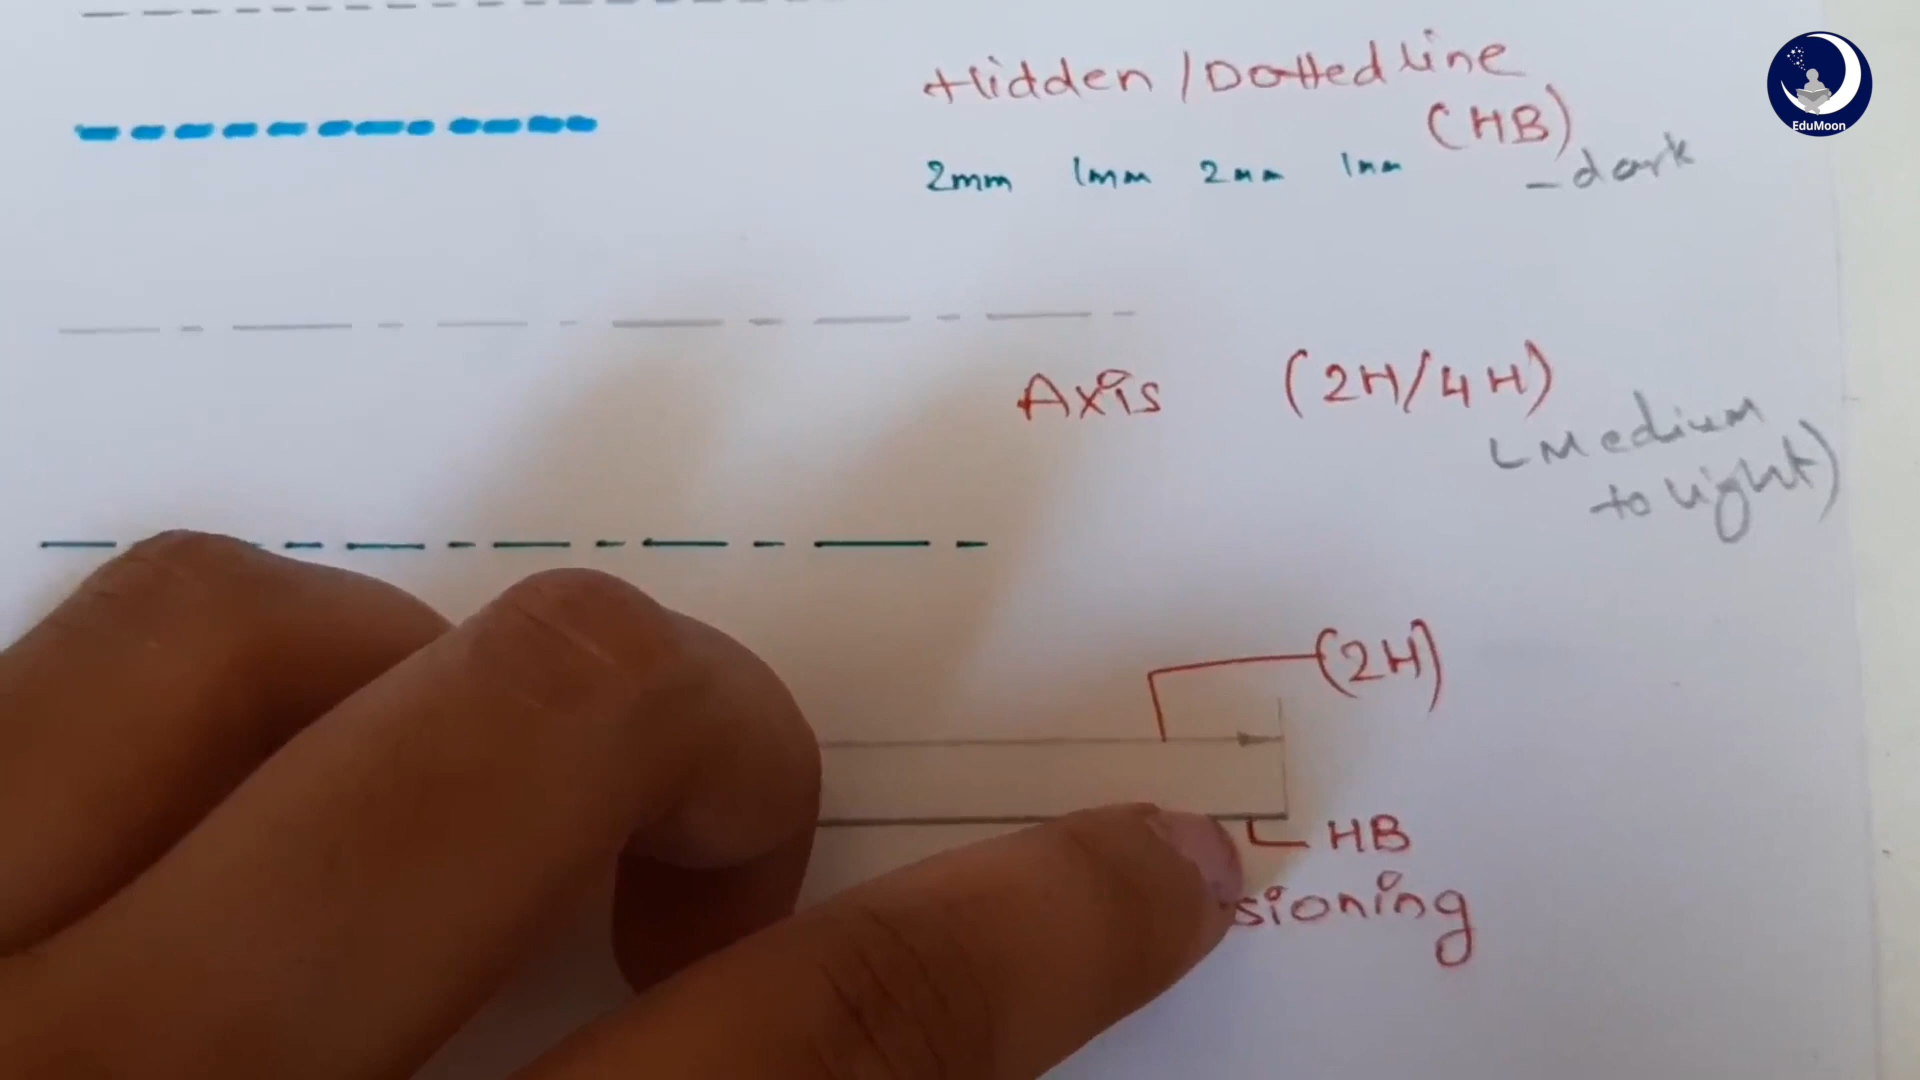 EduMoon
Hidden / Dotted line
(HB)
2mm 1mm 2mm 1mm
- dark
Axis (2H/4H)
(Medium
to light)
(2H)
HB
sioning